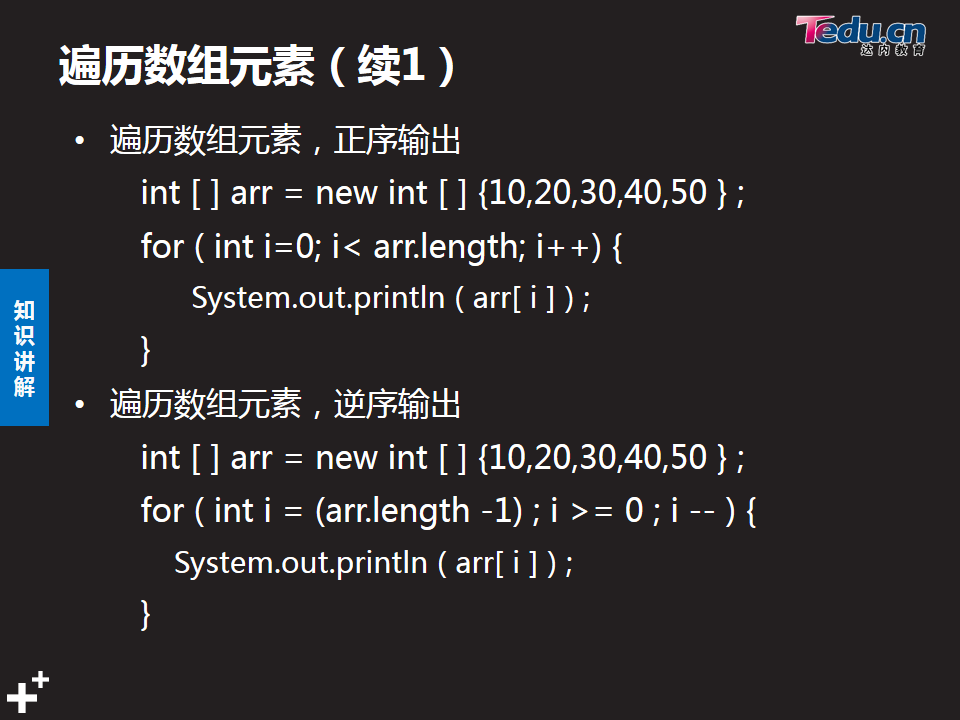 Tedu.cn
达内教育
遍历数组元素（续1）
• 遍历数组元素，正序输出
int [ ] arr = new int [ ] {10,20,30,40,50 } ;
for ( int i=0; i< arr.length; i++) {
System.out.println ( arr[ i ] ) ;
}
知识讲解
• 遍历数组元素，逆序输出
int [ ] arr = new int [ ] {10,20,30,40,50 } ;
for ( int i = (arr.length -1) ; i >= 0 ; i -- ) {
System.out.println ( arr[ i ] ) ;
}